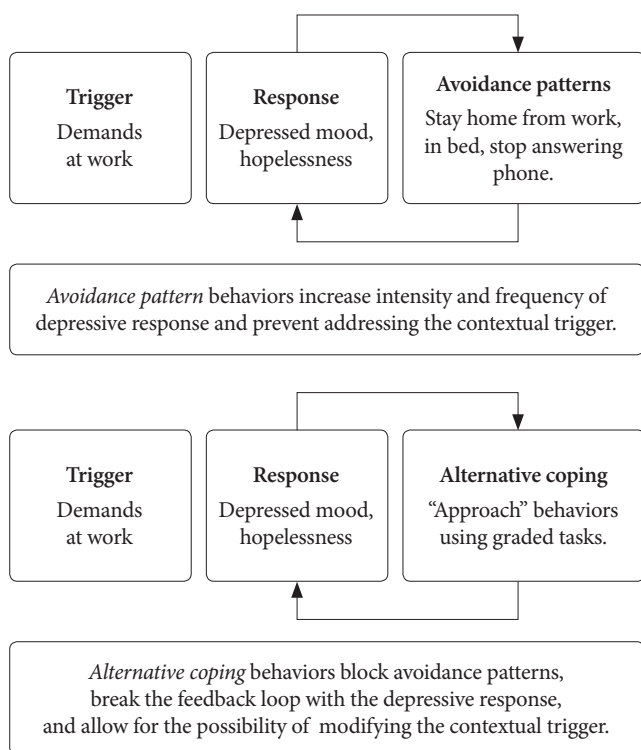 Trigger
Demands
at work
Response
Depressed mood,
hopelessness
Avoidance patterns
Stay home from work,
in bed, stop answering
phone.
Avoidance pattern behaviors increase intensity and frequency of
depressive response and prevent addressing the contextual trigger.
Trigger
Demands
at work
Response
Depressed mood,
hopelessness
Alternative coping
“Approach” behaviors
using graded tasks.
Alternative coping behaviors block avoidance patterns,
break the feedback loop with the depressive response,
and allow for the possibility of modifying the contextual trigger.